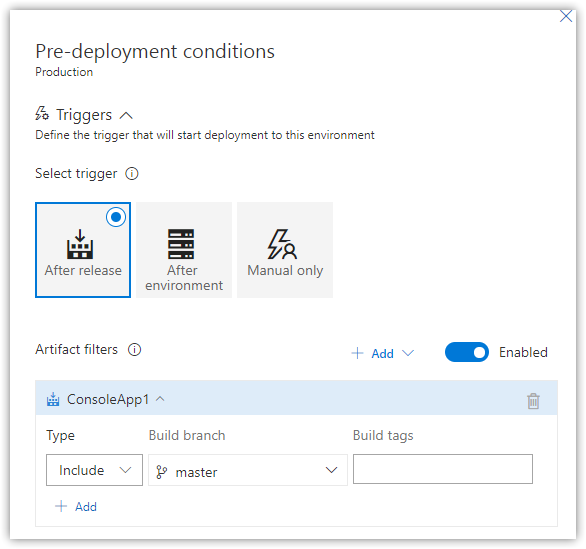 Pre-deployment conditions
Production
Triggers
Define the trigger that will start deployment to this environment
Select trigger
After release
After environment
Manual only
Artifact filters
Add
Enabled
ConsoleApp1
Type Build branch Build tags
Include master
Add